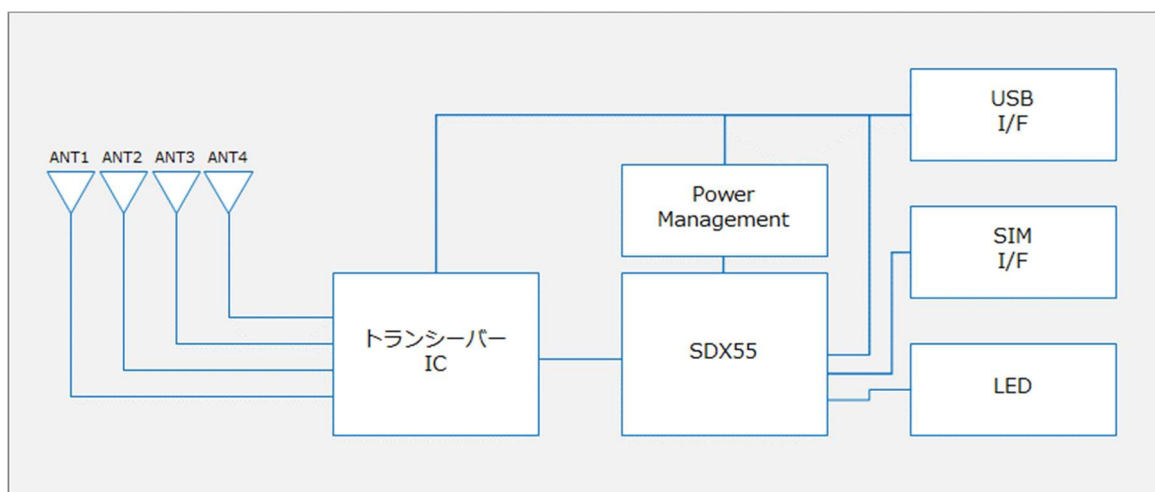 ANT1 ANT2 ANT3 ANT4
USB
I/F
Power
Management
SIM
I/F
トランシーバー
IC
SDX55
LED